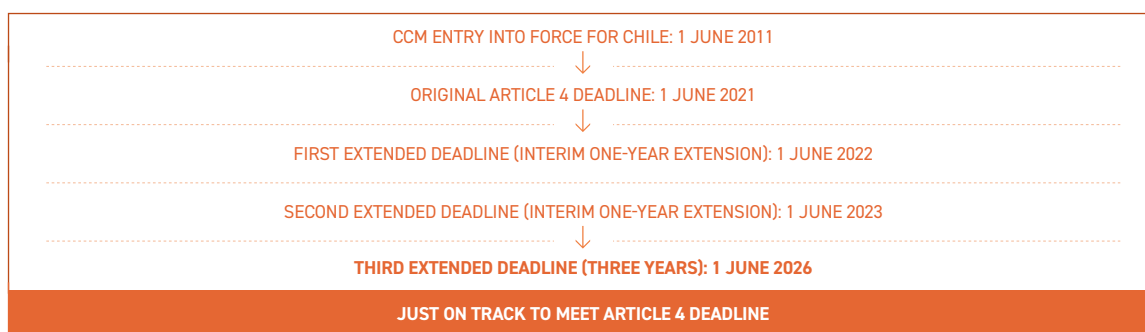 CCM ENTRY INTO FORCE FOR CHILE: 1 JUNE 2011
ORIGINAL ARTICLE 4 DEADLINE: 1 JUNE 2021
FIRST EXTENDED DEADLINE (INTERIM ONE-YEAR EXTENSION): 1 JUNE 2022
SECOND EXTENDED DEADLINE (INTERIM ONE-YEAR EXTENSION): 1 JUNE 2023
THIRD EXTENDED DEADLINE (THREE YEARS): 1 JUNE 2026
JUST ON TRACK TO MEET ARTICLE 4 DEADLINE